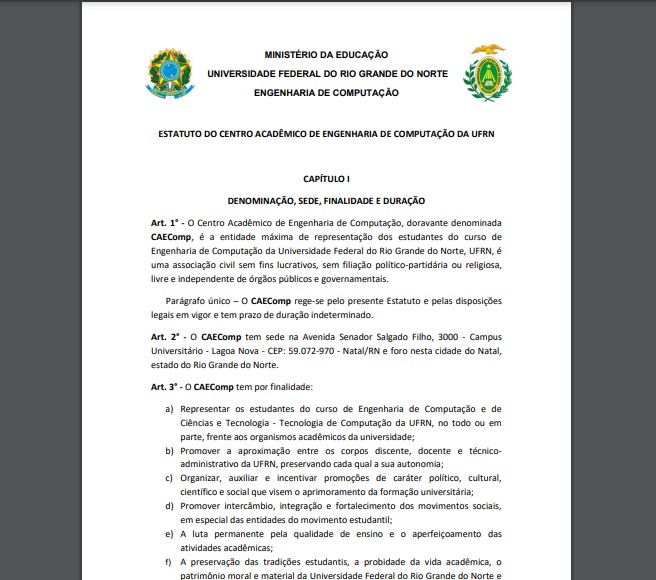 MINISTÉRIO DA EDUCAÇÃO
UNIVERSIDADE FEDERAL DO RIO GRANDE DO NORTE
ENGENHARIA DE COMPUTAÇÃO
ESTATUTO DO CENTRO ACADÊMICO DE ENGENHARIA DE COMPUTAÇÃO DA UFRN
CAPÍTULO I
DENOMINAÇÃO, SEDE, FINALIDADE E DURAÇÃO
Art. 1° - O Centro Acadêmico de Engenharia de Computação, doravante denominada
CAEComp, é a entidade máxima de representação dos estudantes do curso de
Engenharia de Computação da Universidade Federal do Rio Grande do Norte, UFRN, é
uma associação civil sem fins lucrativos, sem filiação político-partidária ou religiosa,
livre e independente de órgãos públicos e governamentais.
Parágrafo único – O CAEComp rege-se pelo presente Estatuto e pelas disposições
legais em vigor e tem prazo de duração indeterminado.
Art. 2° - O CAEComp tem sede na Avenida Senador Salgado Filho, 3000 - Campus
Universitário - Lagoa Nova - CEP: 59.072-970 - Natal/RN e foro nesta cidade do Natal,
estado do Rio Grande do Norte.
Art. 3° - O CAEComp tem por finalidade:
a) Representar os estudantes do curso de Engenharia de Computação e de
Ciências e Tecnologia - Tecnologia de Computação da UFRN, no todo ou em
parte, frente aos organismos acadêmicos da universidade;
b) Promover a aproximação entre os corpos discente, docente e técnico-
administrativo da UFRN, preservando cada qual a sua autonomia;
c) Organizar, auxiliar e incentivar promoções de caráter político, cultural,
científico e social que visem o aprimoramento da formação universitária;
d) Promover intercâmbio, integração e fortalecimento dos movimentos sociais,
em especial das entidades do movimento estudantil;
e) A luta permanente pela qualidade de ensino e o aperfeiçoamento das
atividades acadêmicas;
f) A preservação das tradições estudantis, a probidade da vida acadêmica, o
patrimônio moral e material da Universidade Federal do Rio Grande do Norte e